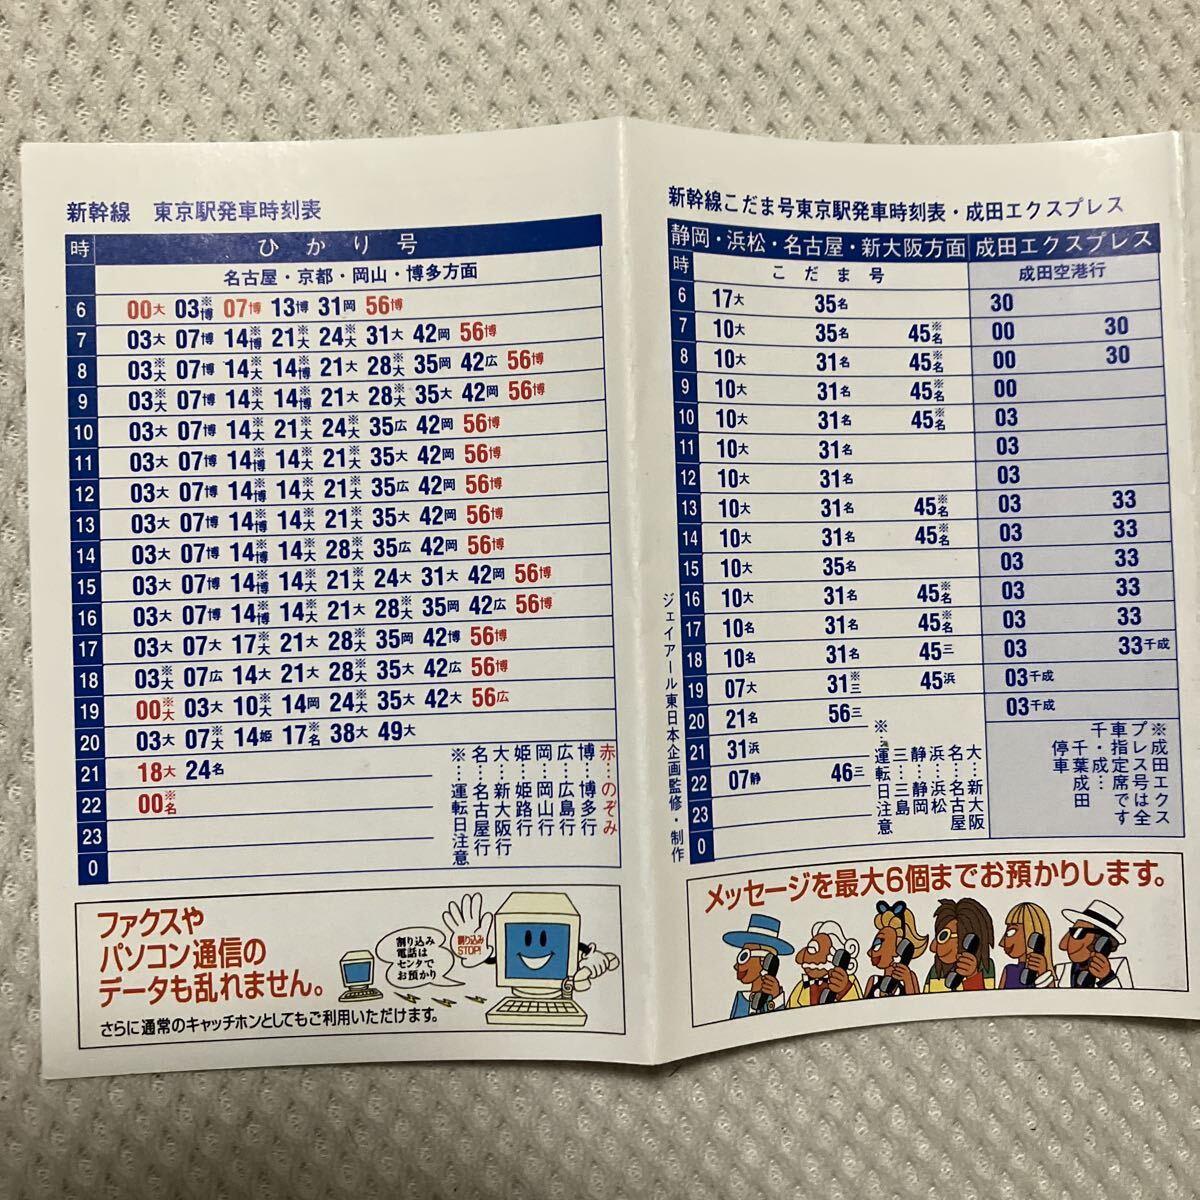 新幹線 東京駅発車時刻表
時 ひかり号
名古屋・京都・岡山・博多方面
6 00大 03※博 07博 13博 31岡 56博
7 03大 07博 14※博 21※大 24※大 31大 42岡 56博
8 03※大 07博 14※大 14※博 21大 28※大 35岡 42広 56博
9 03※大 07博 14※大 14※博 21大 28※大 35大 42岡 56博
10 03大 07博 14※大 21※大 24※大 35広 42岡 56博
11 03大 07博 14※博 14※大 21※大 35大 42岡 56博
12 03大 07博 14※博 14※大 21※大 35広 42岡 56博
13 03大 07博 14※博 14※大 21※大 35大 42岡 56博
14 03大 07博 14※博 14※大 28※大 35広 42岡 56博
15 03大 07博 14※博 14※大 21※大 24大 31大 42岡 56博
16 03大 07博 14※博 14※大 21大 28※大 35岡 42広 56博
17 03大 07大 17※大 21大 28※大 35岡 42博 56博
18 03※大 07広 14大 21大 28※大 35大 42広 56博
19 00※大 03大 10※大 14岡 24※大 35大 42大 56広
20 03大 07※大 14姫 17※名 38大 49大
21 18大 24名
22 00※名
23
0
赤…のぞみ
博…博多行
広…広島行
岡…岡山行
姫…姫路行
大…新大阪行
名…名古屋行
※…運転日注意
ファクスや
パソコン通信の
データも乱れません。
さらに通常のキャッチホンとしてもご利用いただけます。
割り込み
電話は
センタで
お預かり
割り込み
STOP!
新幹線こだま号東京駅発車時刻表・成田エクスプレス
時 静岡・浜松・名古屋・新大阪方面 成田エクスプレス
こだま号 成田空港行
6 17大 35名 30
7 10大 35名 45※名 00 30
8 10大 31名 45※名 00 30
9 10大 31名 45※名 00
10 10大 31名 45※名 03
11 10大 31名 03
12 10大 31名 03
13 10大 31名 45※名 03 33
14 10大 31名 45※名 03 33
15 10大 35名 03 33
16 10大 31名 45※名 03 33
17 10名 31名 45※名 03 33
18 10名 31名 45三 03 33千成
19 07大 31※三 45浜 03千成
20 21名 56三 03千成
21 31浜
22 07静 46三
23
0
大…新大阪
名…名古屋
浜…浜松
静…静岡
三…三島
※運転日注意
※成田エクス
プレス号は全
車指定席です
千・成…
千葉成田
停車
ジェイアール東日本企画監修・制作
メッセージを最大6個までお預かりします。